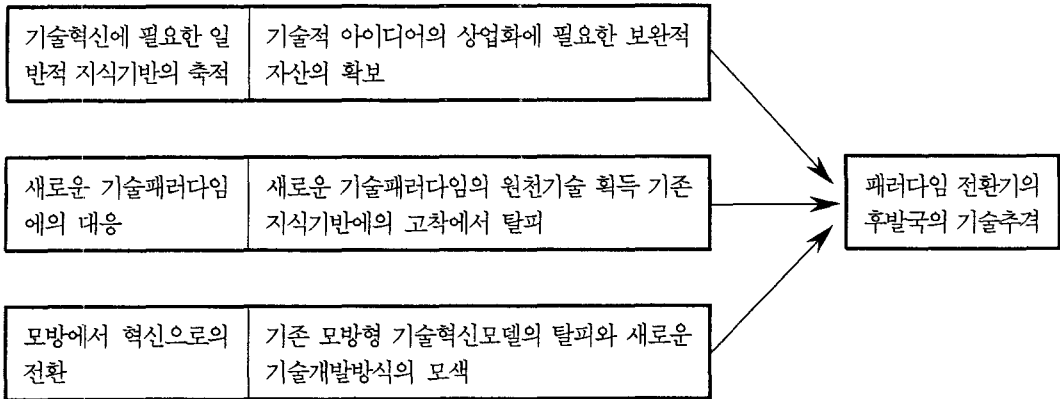 기술혁신에 필요한 일
반적 지식기반의 축적
기술적 아이디어의 상업화에 필요한 보완적
자산의 확보
새로운 기술패러다임
에의 대응
새로운 기술패러다임의 원천기술 획득 기존
지식기반에의 고착에서 탈피
모방에서 혁신으로의
전환
기존 모방형 기술혁신모델의 탈피와 새로운
기술개발방식의 모색
패러다임 전환기의
후발국의 기술추격